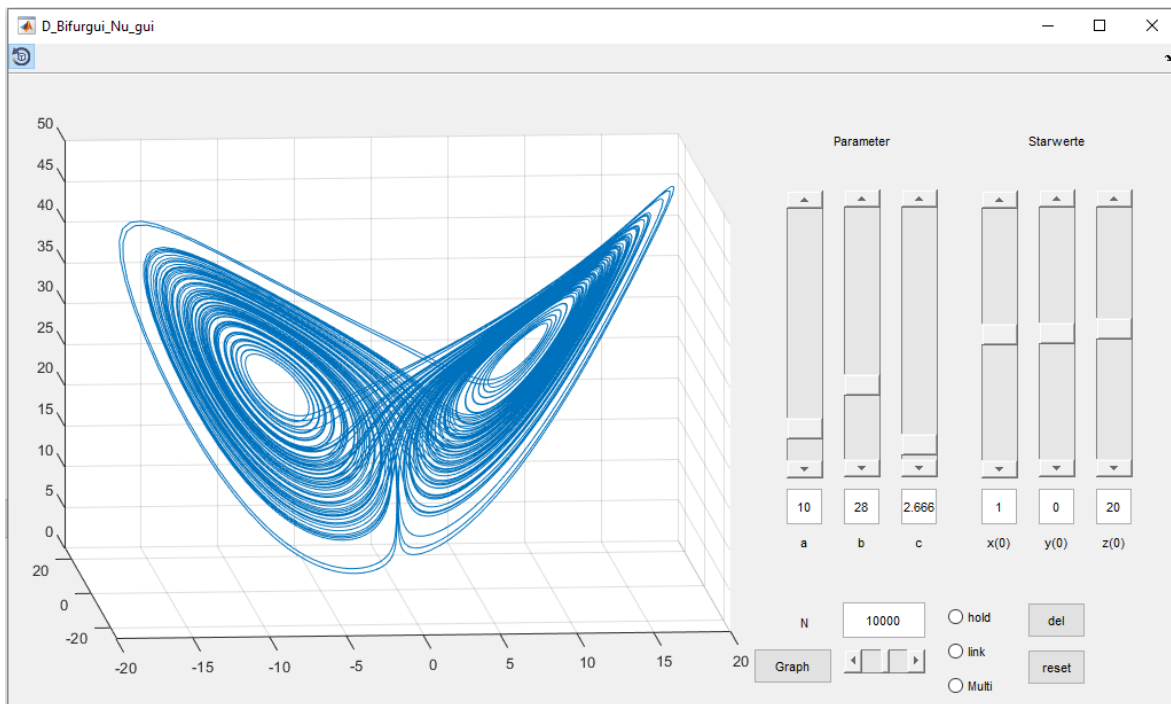 D_Bifurgui_Nu_gui
50
45
40
35
30
25
20
15
10
5
0
20
0
-20
-20
-15
-10
-5
0
5
10
15
20
Parameter
Starwerte
10
28
2.666
1
0
20
a
b
c
x(0)
y(0)
z(0)
N
10000
Graph
hold
link
Multi
del
reset